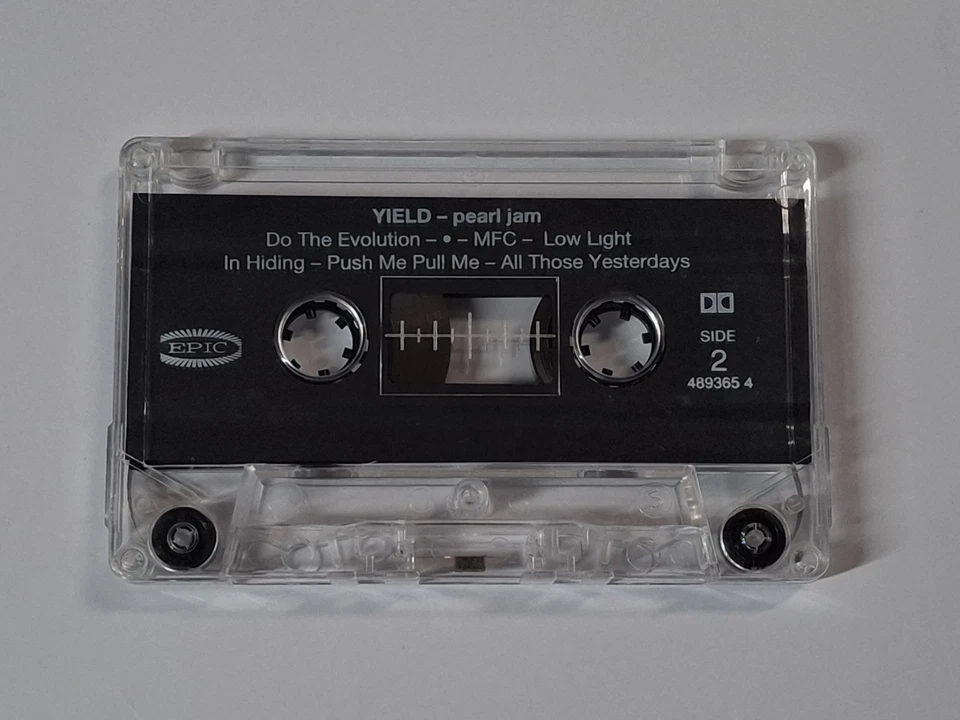 YIELD – pearl jam
Do The Evolution – • – MFC – Low Light
In Hiding – Push Me Pull Me – All Those Yesterdays
EPIC
SIDE
2
489365 4